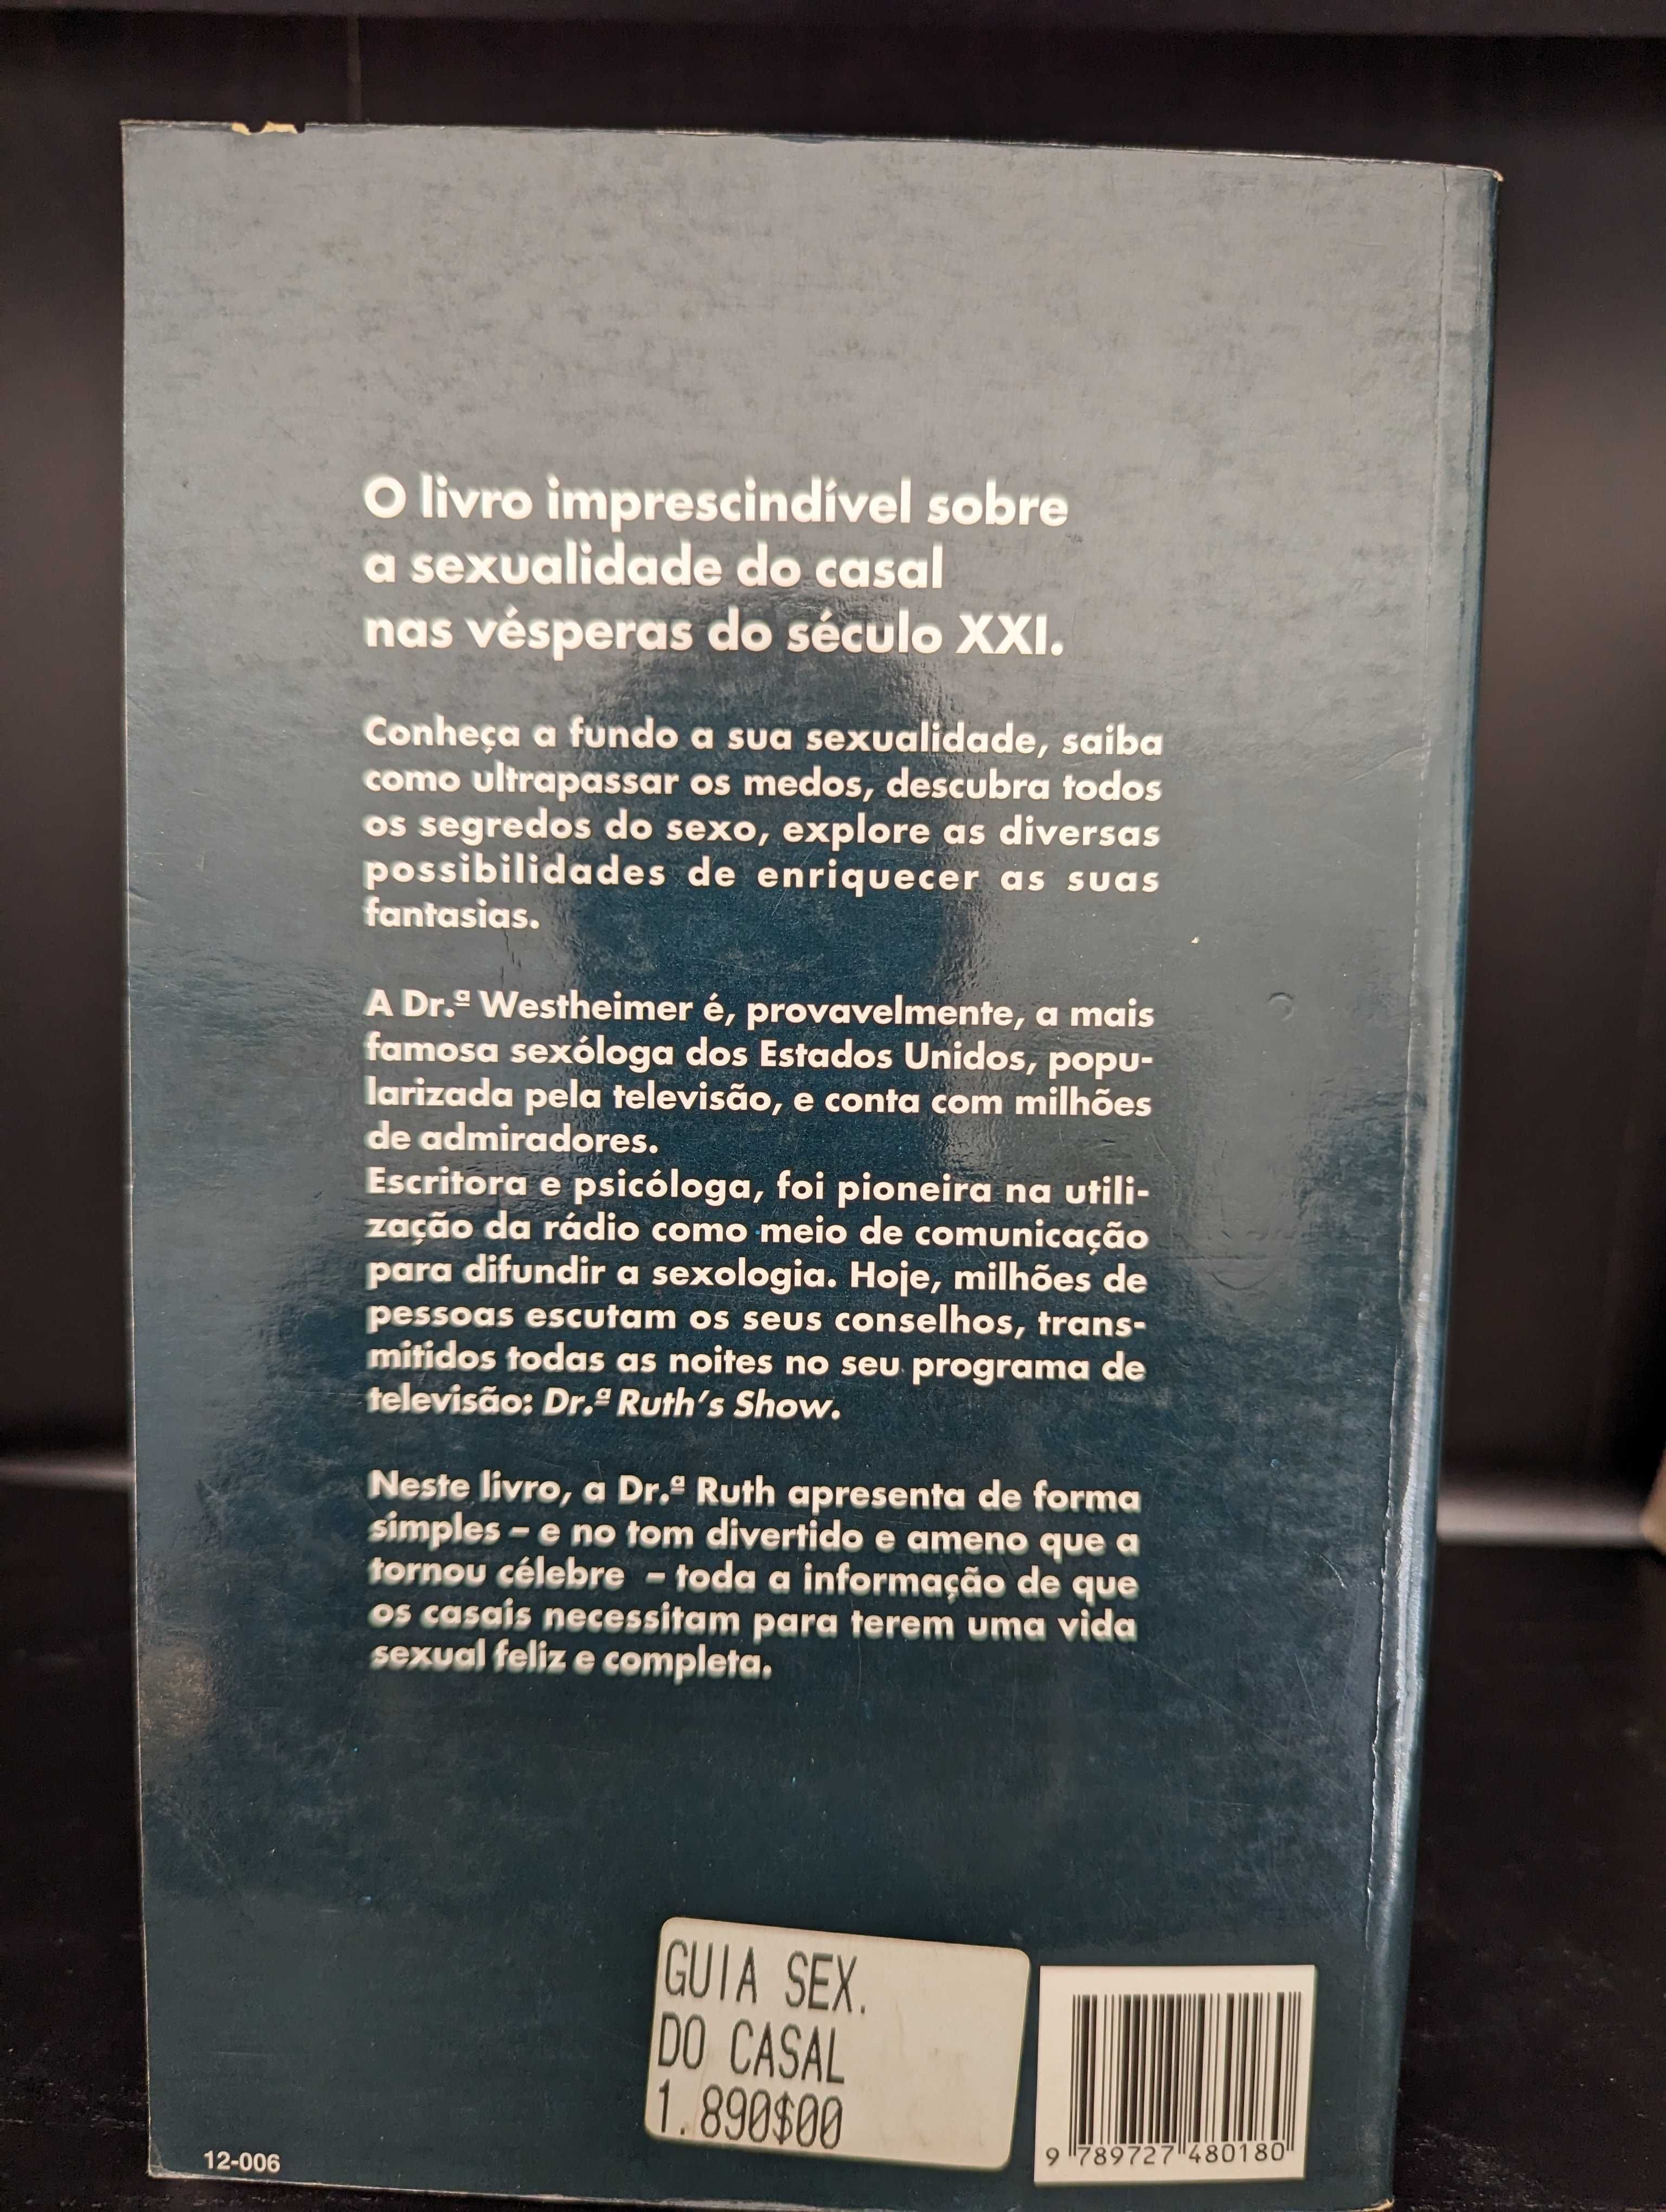 O livro imprescindível sobre
a sexualidade do casal
nas vésperas do século XXI.
Conheça a fundo a sua sexualidade, saiba
como ultrapassar os medos, descubra todos
os segredos do sexo, explore as diversas
possibilidades de enriquecer as suas
fantasias.
A Dr.ª Westheimer é, provavelmente, a mais
famosa sexóloga dos Estados Unidos, popu-
larizada pela televisão, e conta com milhões
de admiradores.
Escritora e psicóloga, foi pioneira na utili-
zação da rádio como meio de comunicação
para difundir a sexologia. Hoje, milhões de
pessoas escutam os seus conselhos, trans-
mitidos todas as noites no seu programa de
televisão: Dr.ª Ruth's Show.
Neste livro, a Dr.ª Ruth apresenta de forma
simples – e no tom divertido e ameno que a
tornou célebre – toda a informação de que
os casais necessitam para terem uma vida
sexual feliz e completa.
GUIA SEX.
DO CASAL
1.890$00
9 789727 480180
12-006